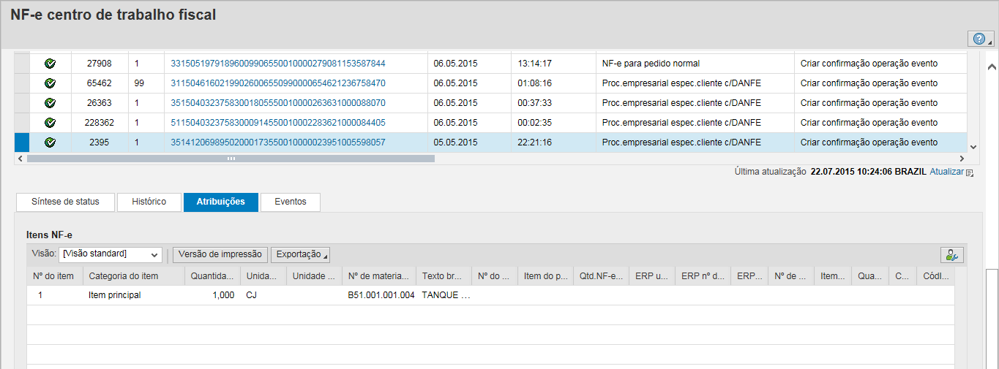 NF-e centro de trabalho fiscal
27908 1 33150519791896009906550010000279081153587844 06.05.2015 13:14:17 NF-e para pedido normal Criar confirmação operação evento
65462 99 31150461602199026006550990000654621236758470 06.05.2015 01:08:16 Proc.empresarial espec.cliente c/DANFE Criar confirmação operação evento
26363 1 35150403237583001805550010000263631000088070 06.05.2015 00:37:33 Proc.empresarial espec.cliente c/DANFE Criar confirmação operação evento
228362 1 51150403237583000914550010002283621000084405 06.05.2015 00:02:35 Proc.empresarial espec.cliente c/DANFE Criar confirmação operação evento
2395 1 35141206989502000173550010000023951005598057 05.05.2015 22:21:16 Proc.empresarial espec.cliente c/DANFE Criar confirmação operação evento
Última atualização 22.07.2015 10:24:06 BRAZIL Atualizar
Síntese de status Histórico Atribuições Eventos
Itens NF-e
Visão: [Visão standard] Versão de impressão Exportação
Nº do item Categoria do item Quantida... Unida... Unidade ... Nº de materia... Texto br... Nº do ... Item do p... Qtd.NF-e... ERP u... ERP nº d... ERP... Nº de ... Item... Qua... C... Códi...
1 Item principal 1,000 CJ B51.001.001.004 TANQUE ...